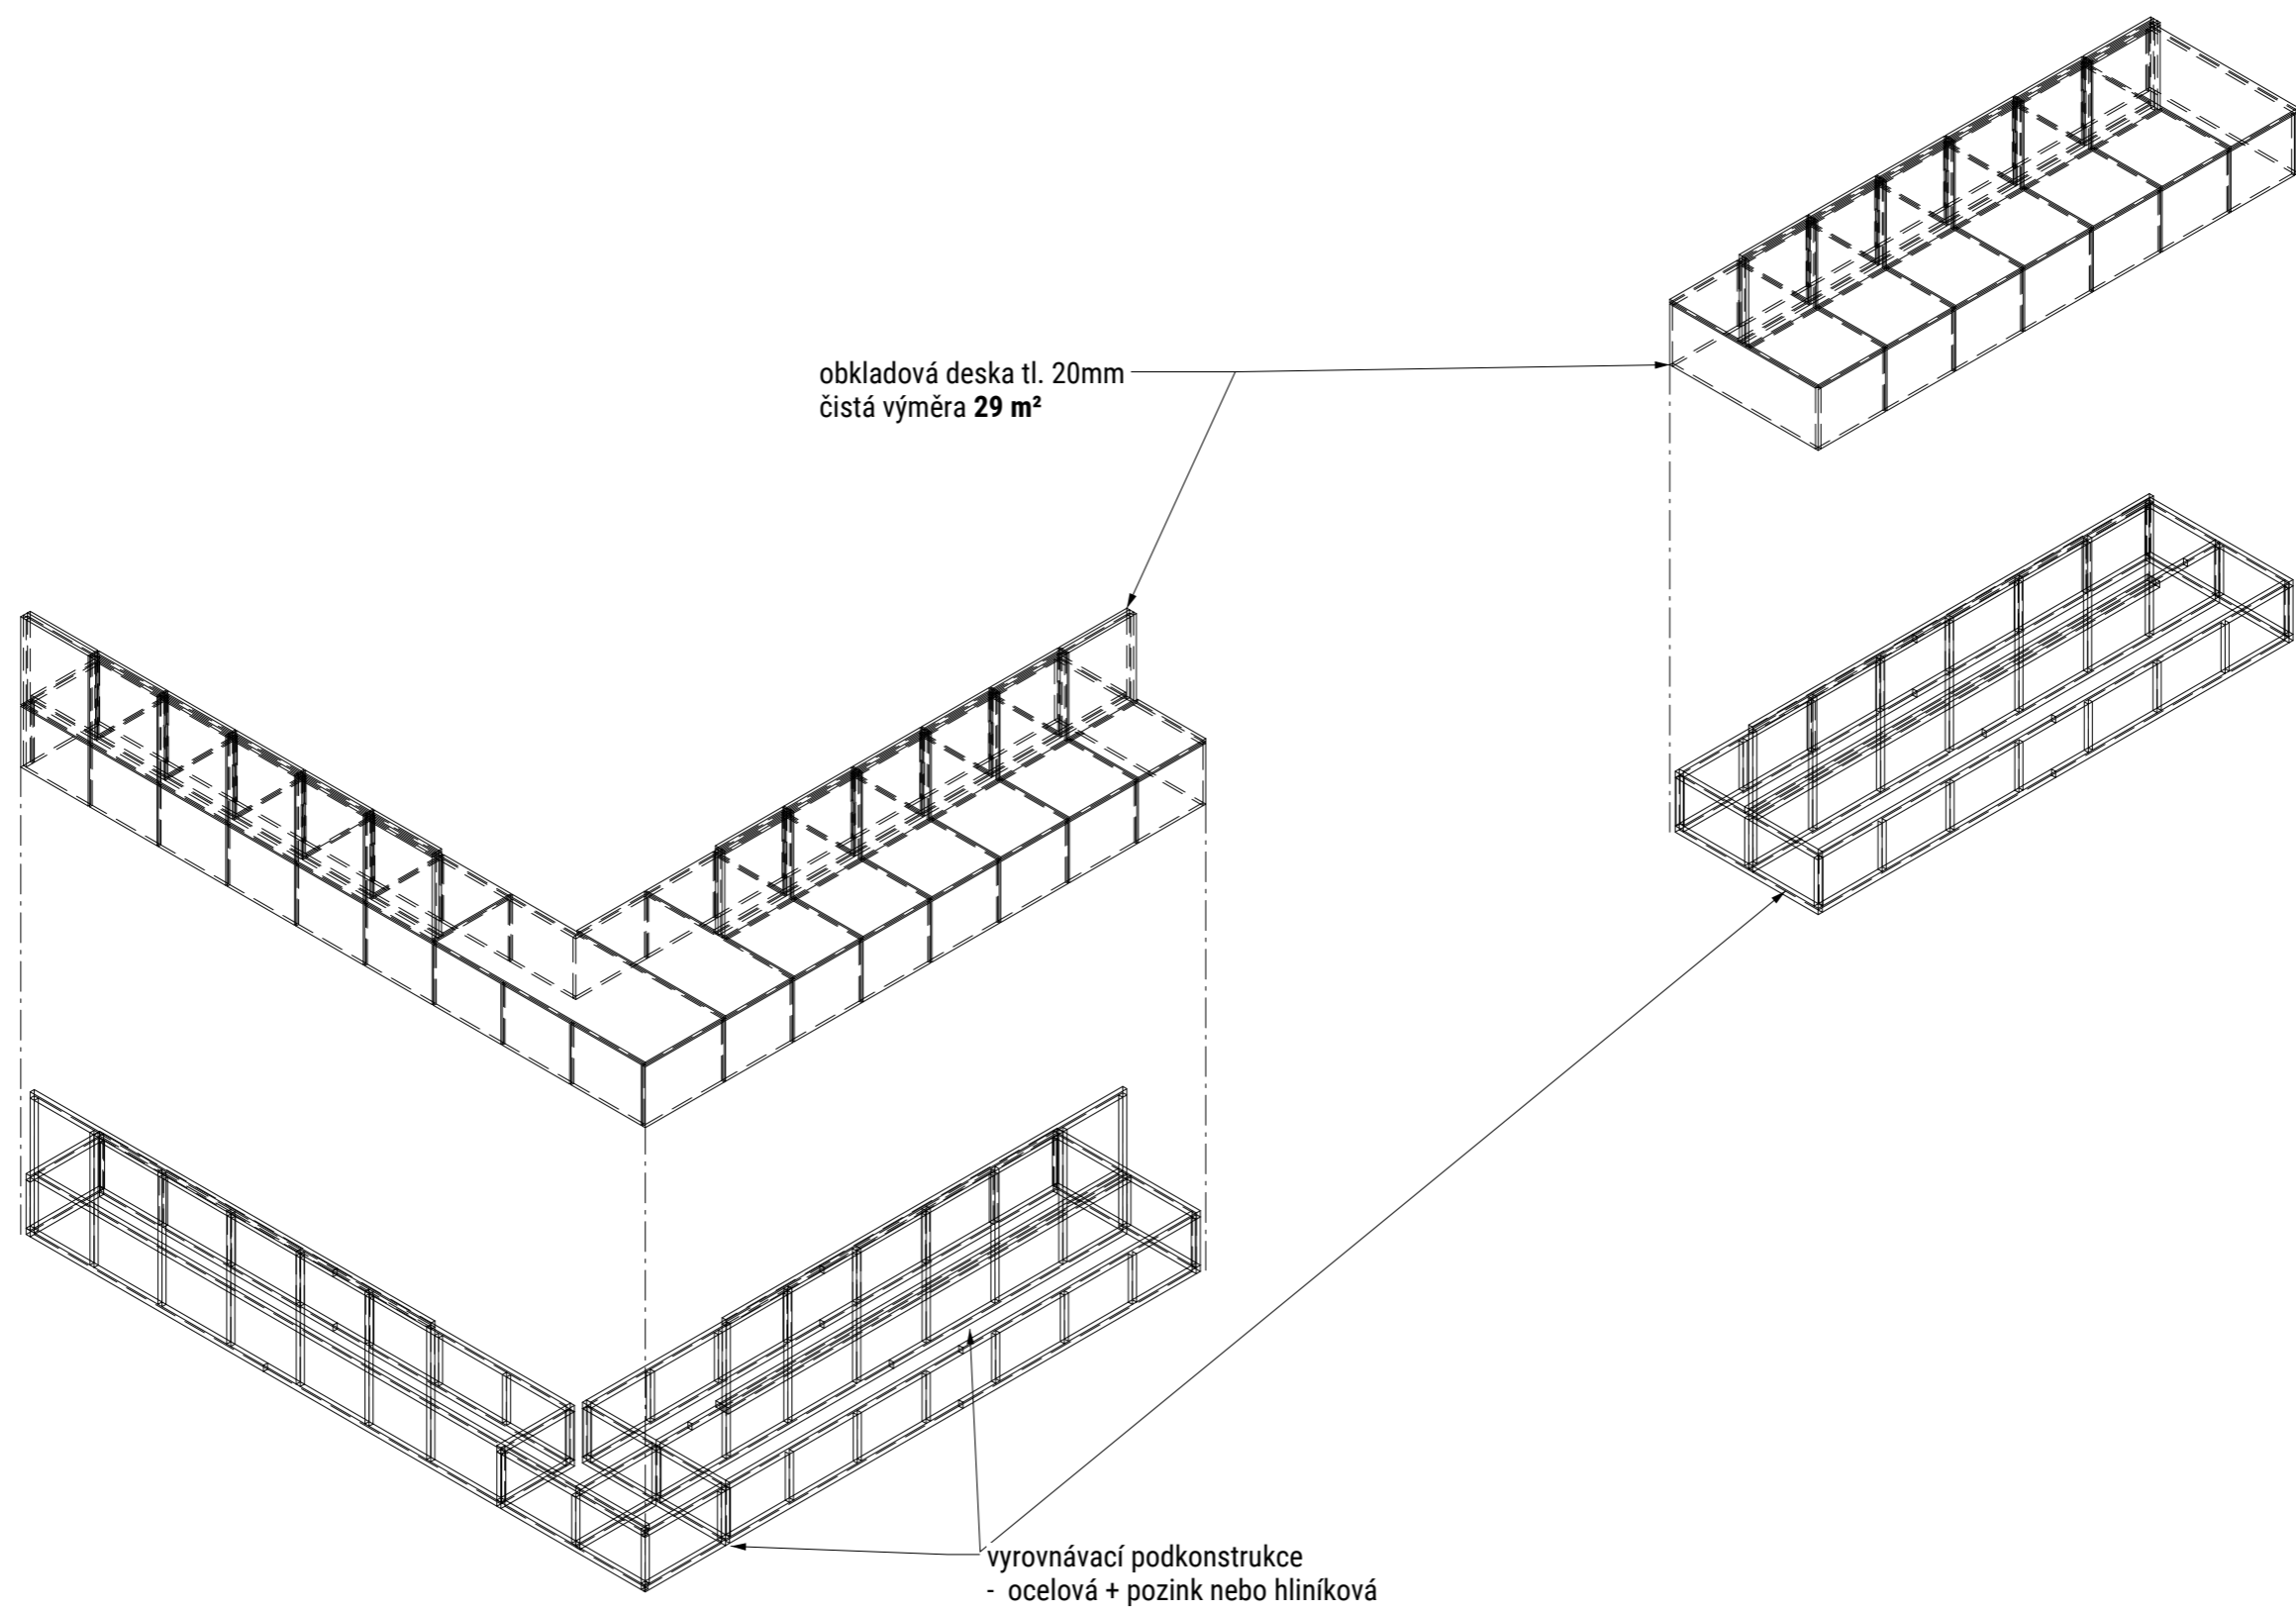 obkladová deska tl. 20mm
čistá výměra 29 m²
vyrovnávací podkonstrukce
- ocelová + pozink nebo hliníková